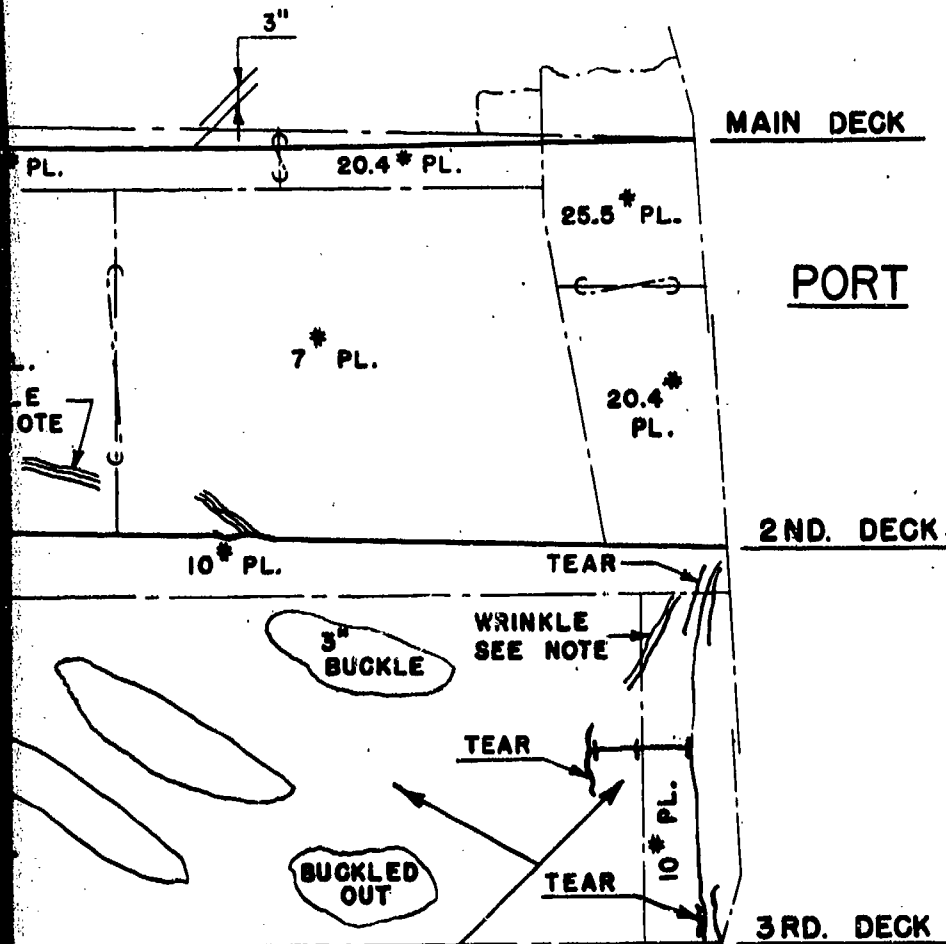 3"
MAIN DECK
PL.
20.4# PL.
25.5# PL.
PORT
7# PL.
20.4#
PL.
OTE
2ND. DECK
10# PL.
TEAR
WRINKLE
SEE NOTE
3"
BUCKLE
TEAR
10# PL.
BUCKLED
OUT
TEAR
3RD. DECK